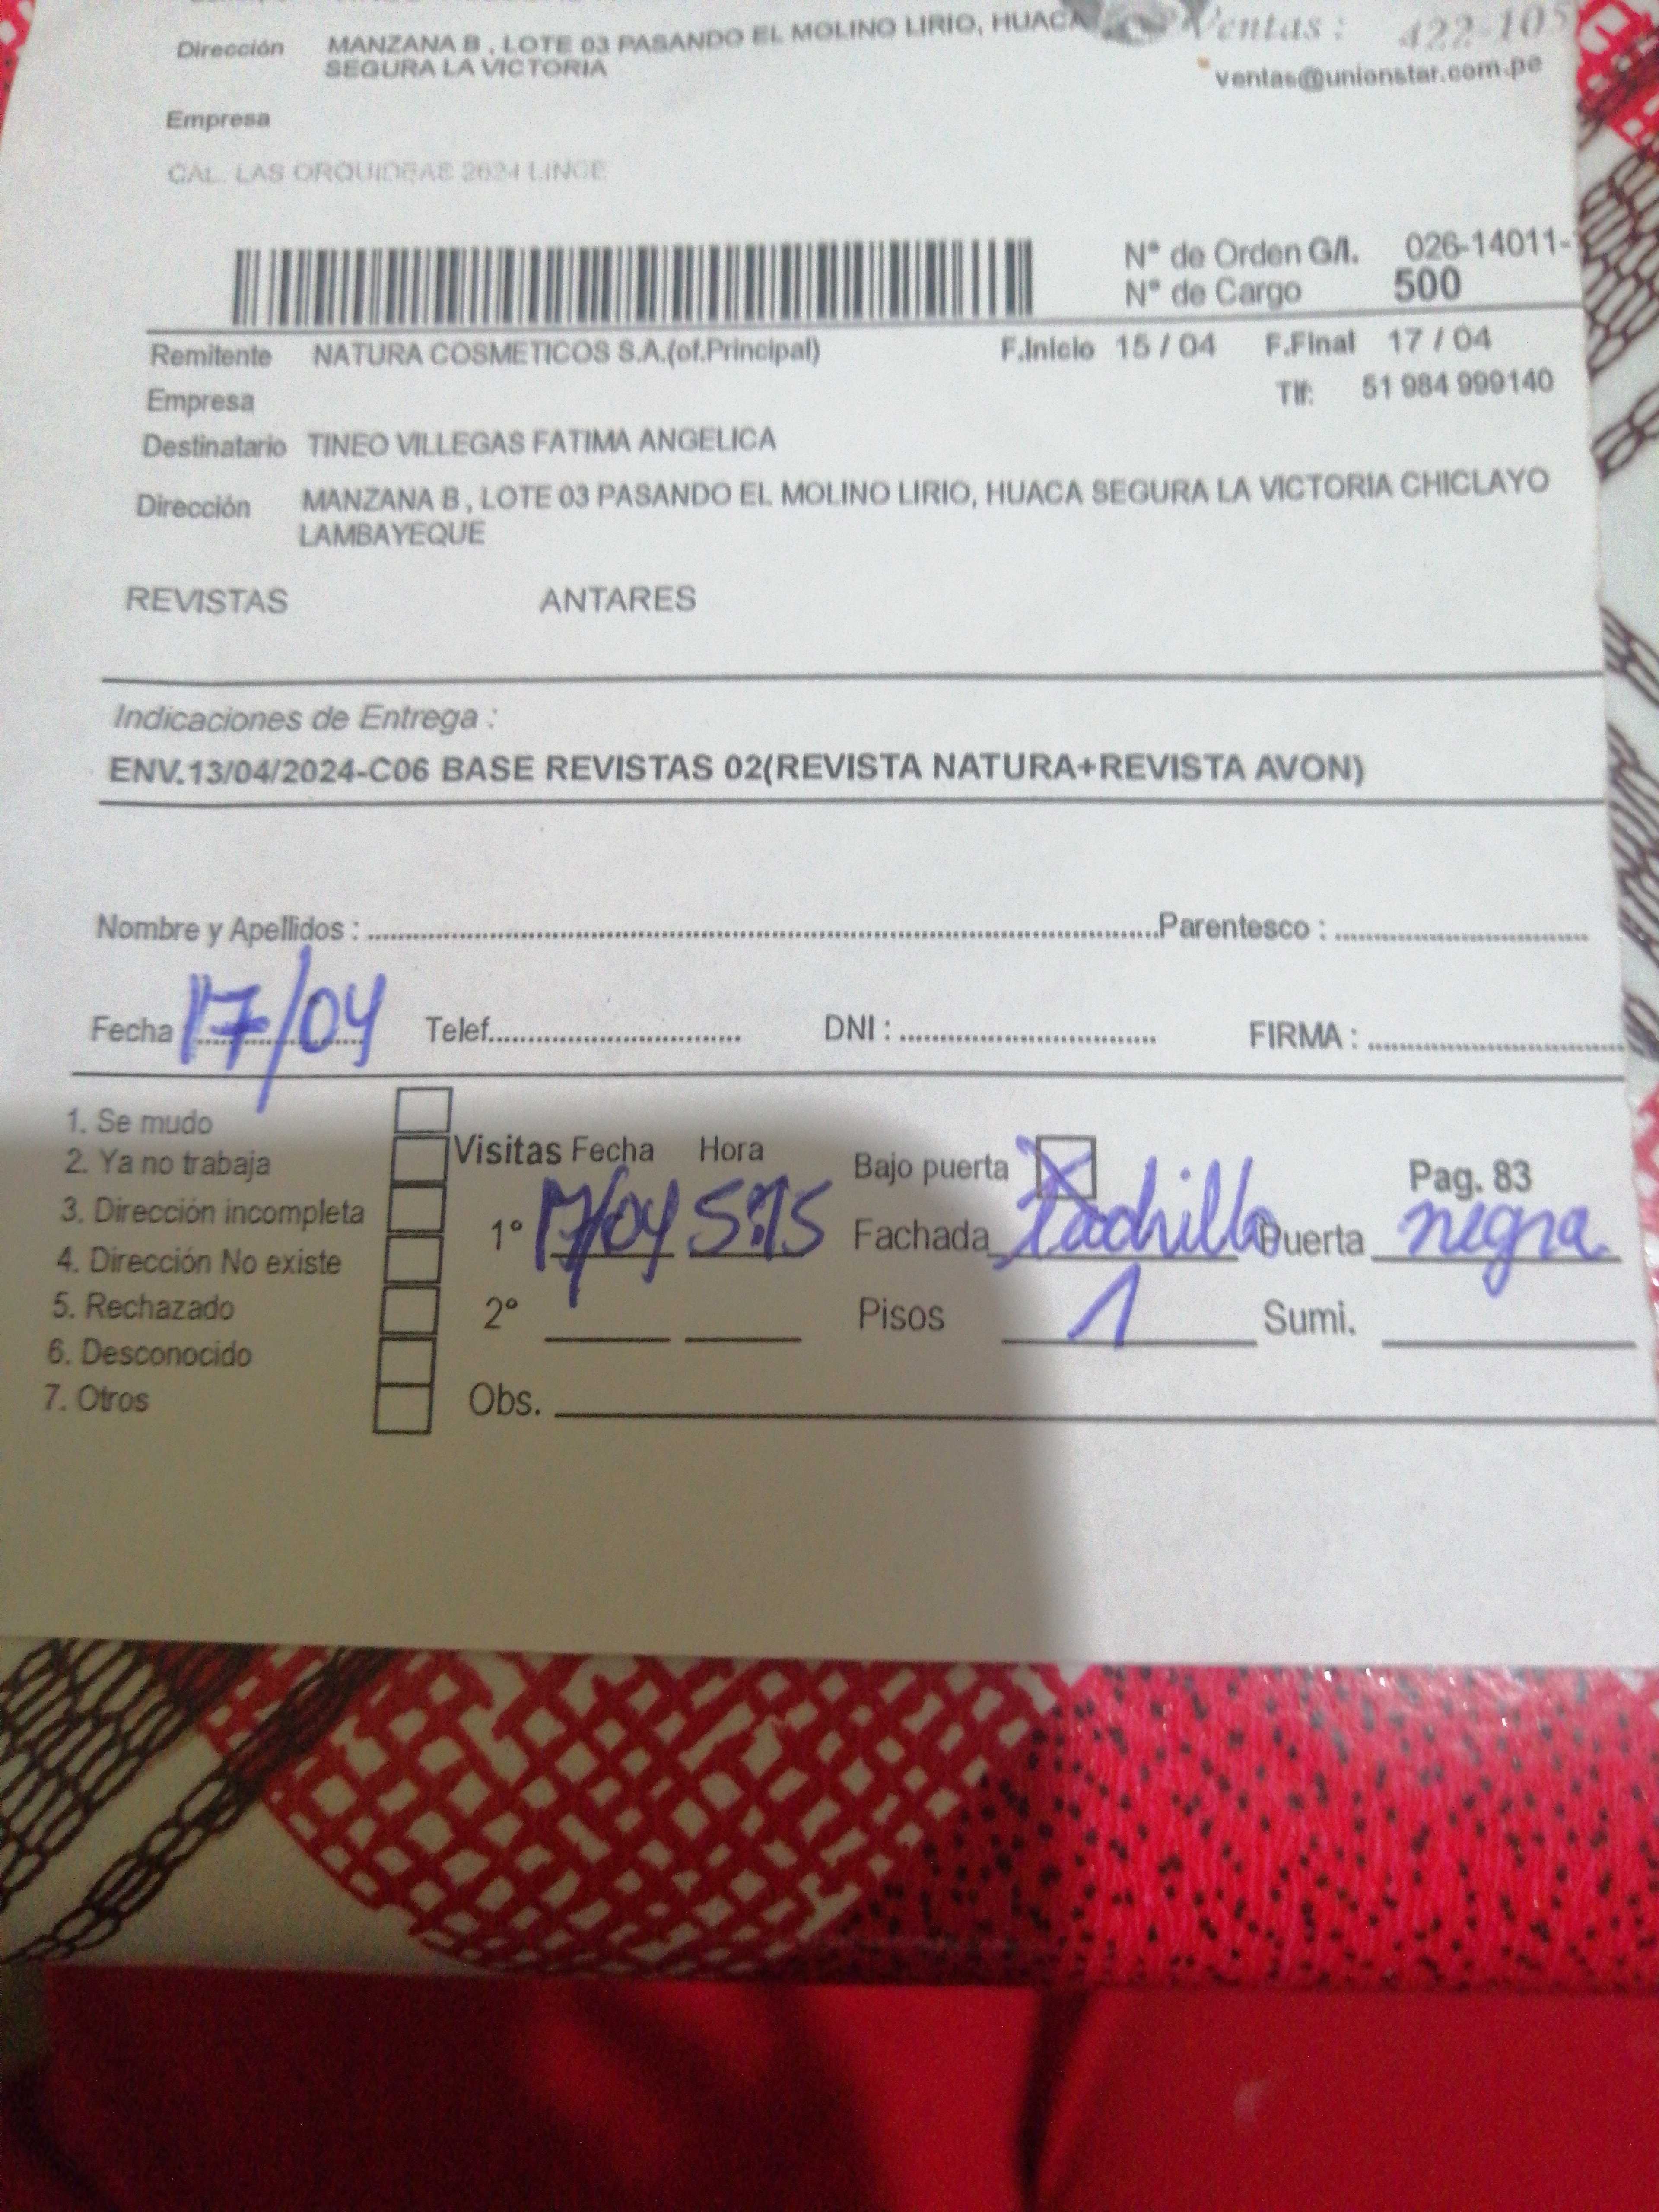 Dirección MANZANA B , LOTE 03 PASANDO EL MOLINO LIRIO, HUACA
SEGURA LA VICTORIA
Ventas : 422-105
ventas@unionstar.com.pe
Empresa
CAL. LAS ORQUIDEAS 2624 LINCE
N° de Orden G/I. 026-14011-
N° de Cargo 500
Remitente NATURA COSMETICOS S.A.(of.Principal) F.Inicio 15 / 04 F.Final 17 / 04
Empresa Tlf: 51 984 999140
Destinatario TINEO VILLEGAS FATIMA ANGELICA
Dirección MANZANA B , LOTE 03 PASANDO EL MOLINO LIRIO, HUACA SEGURA LA VICTORIA CHICLAYO
LAMBAYEQUE
REVISTAS ANTARES
Indicaciones de Entrega :
ENV.13/04/2024-C06 BASE REVISTAS 02(REVISTA NATURA+REVISTA AVON)
Nombre y Apellidos : Parentesco :
Fecha 17/04 Telef. DNI : FIRMA :
1. Se mudo
2. Ya no trabaja
3. Dirección incompleta
4. Dirección No existe
5. Rechazado
6. Desconocido
7. Otros
Visitas Fecha Hora
1° 17/04 5:15
2°
Obs.
Bajo puerta X Pag. 83
Fachada Ladrillo Puerta negra
Pisos 1 Sumi.